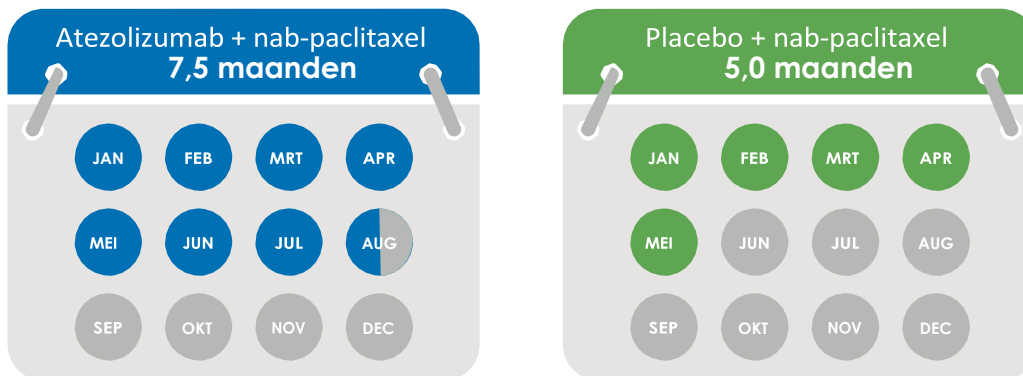 Atezolizumab + nab-paclitaxel
7,5 maanden
JAN FEB MRT APR
MEI JUN JUL AUG
SEP OKT NOV DEC
Placebo + nab-paclitaxel
5,0 maanden
JAN FEB MRT APR
MEI JUN JUL AUG
SEP OKT NOV DEC